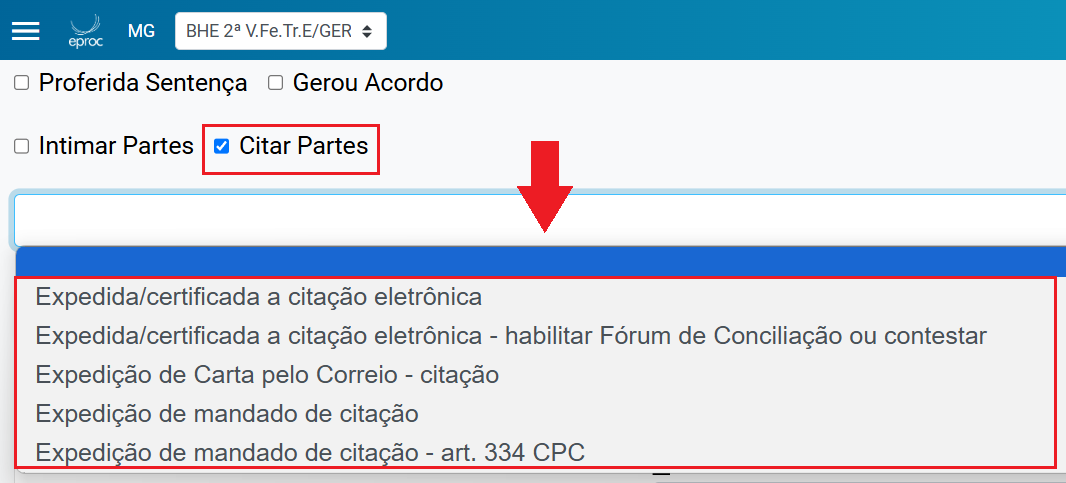 eproc
MG
BHE 2ª V.Fe.Tr.E/GER
Proferida Sentença Gerou Acordo
Intimar Partes Citar Partes
Expedida/certificada a citação eletrônica
Expedida/certificada a citação eletrônica - habilitar Fórum de Conciliação ou contestar
Expedição de Carta pelo Correio - citação
Expedição de mandado de citação
Expedição de mandado de citação - art. 334 CPC